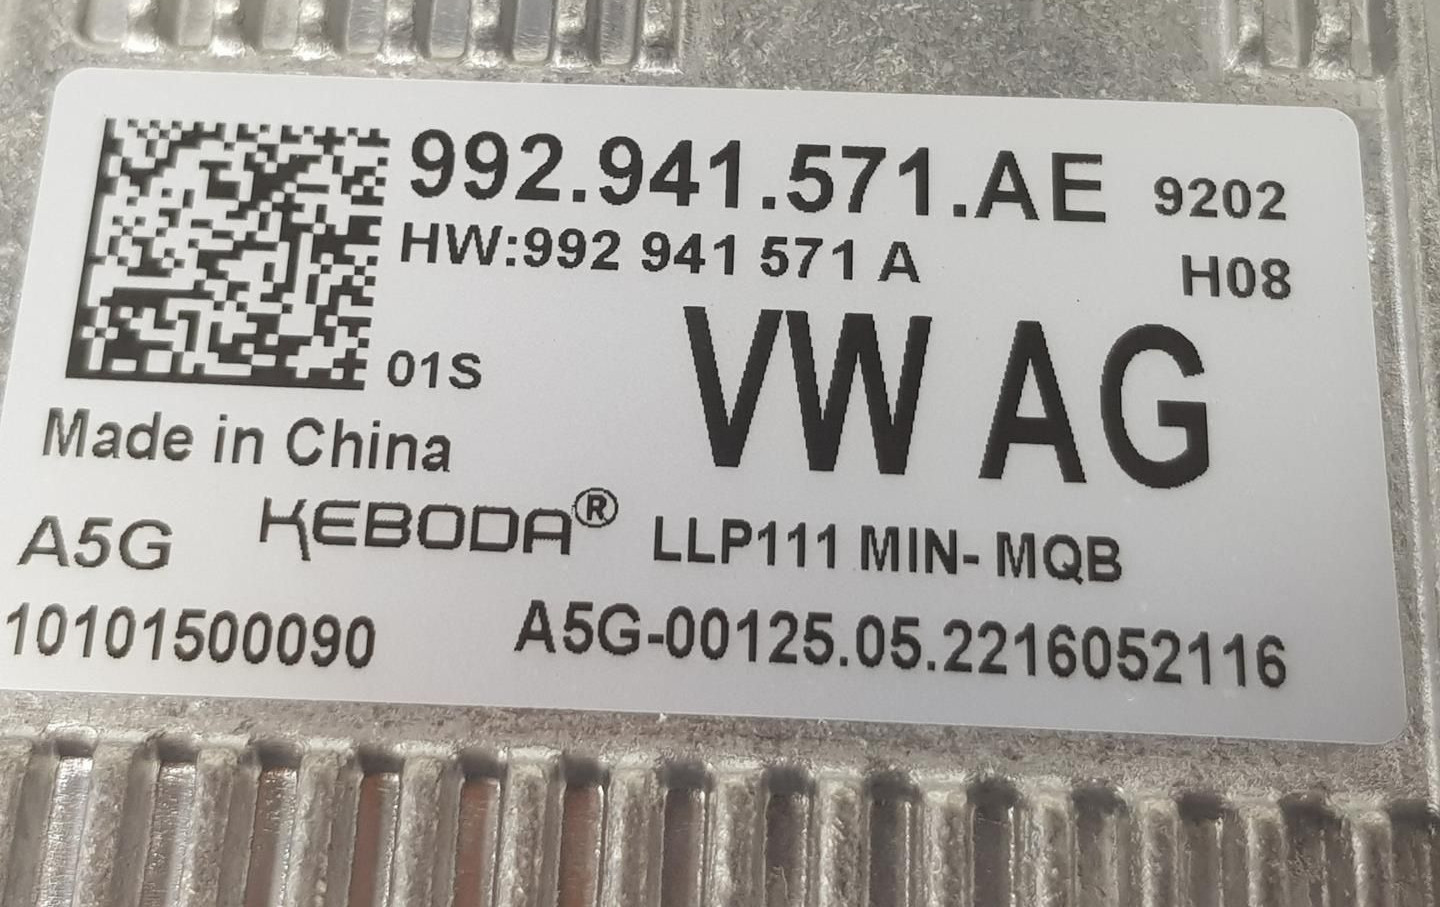 992.941.571.AE 9202
HW:992 941 571 A H08
VW AG
01S
Made in China
A5G KEBODA® LLP111 MIN- MQB
10101500090 A5G-00125.05.2216052116